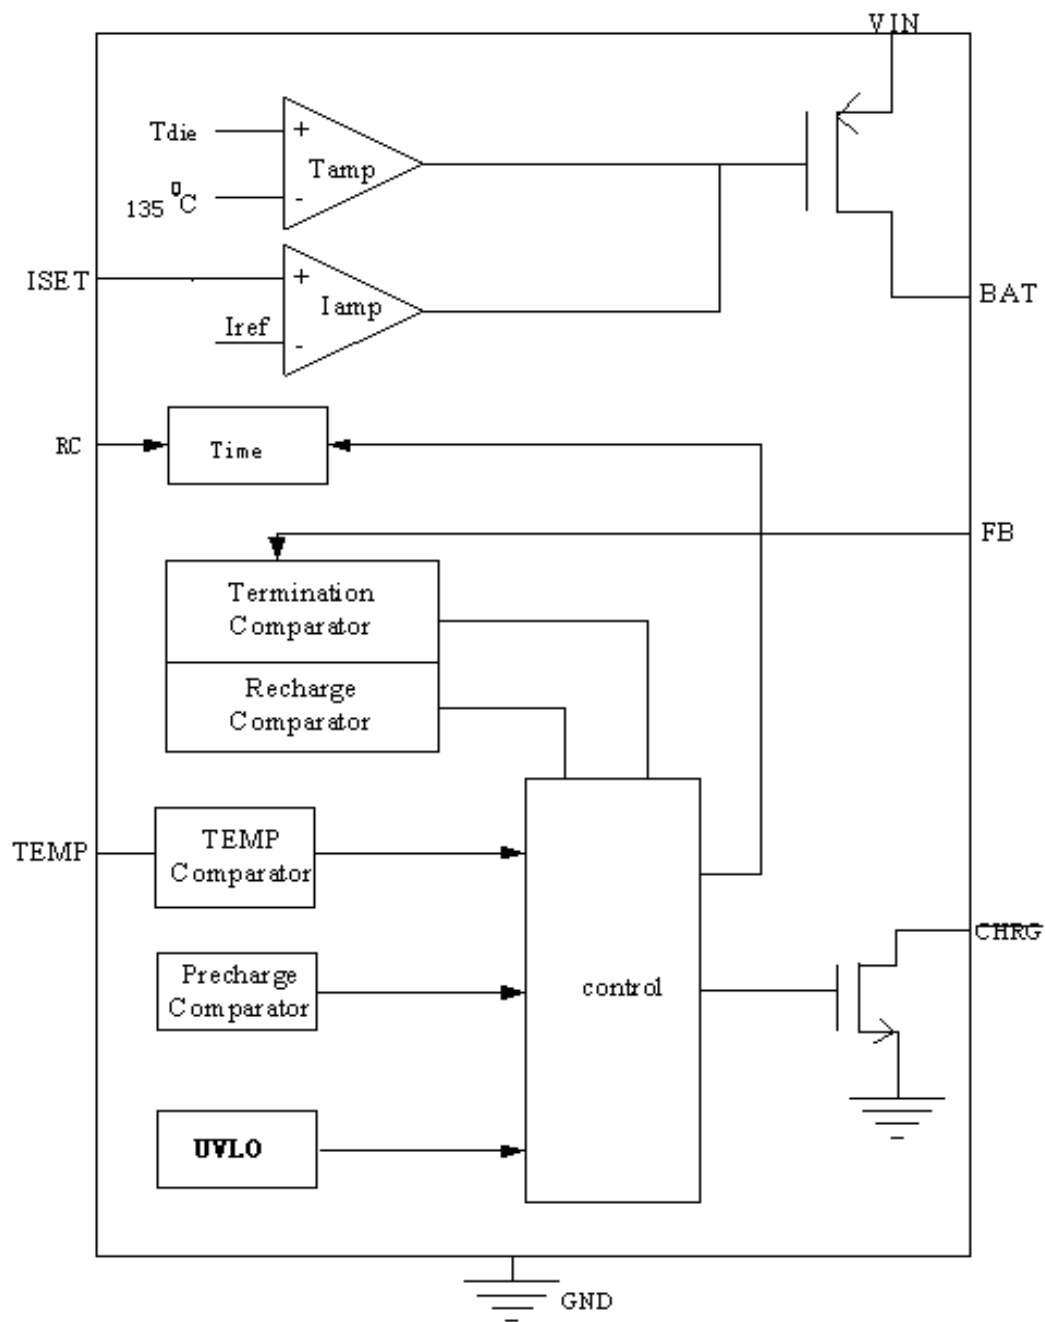 VIN
Tdie
+
Tamp
135 0C
-
ISET
+
Iamp
BAT
Iref
-
RC
Time
FB
Termination
Comparator
Recharge
Comparator
TEMP
TEMP
Comparator
CHRG
Precharge
Comparator
control
UVLO
GND